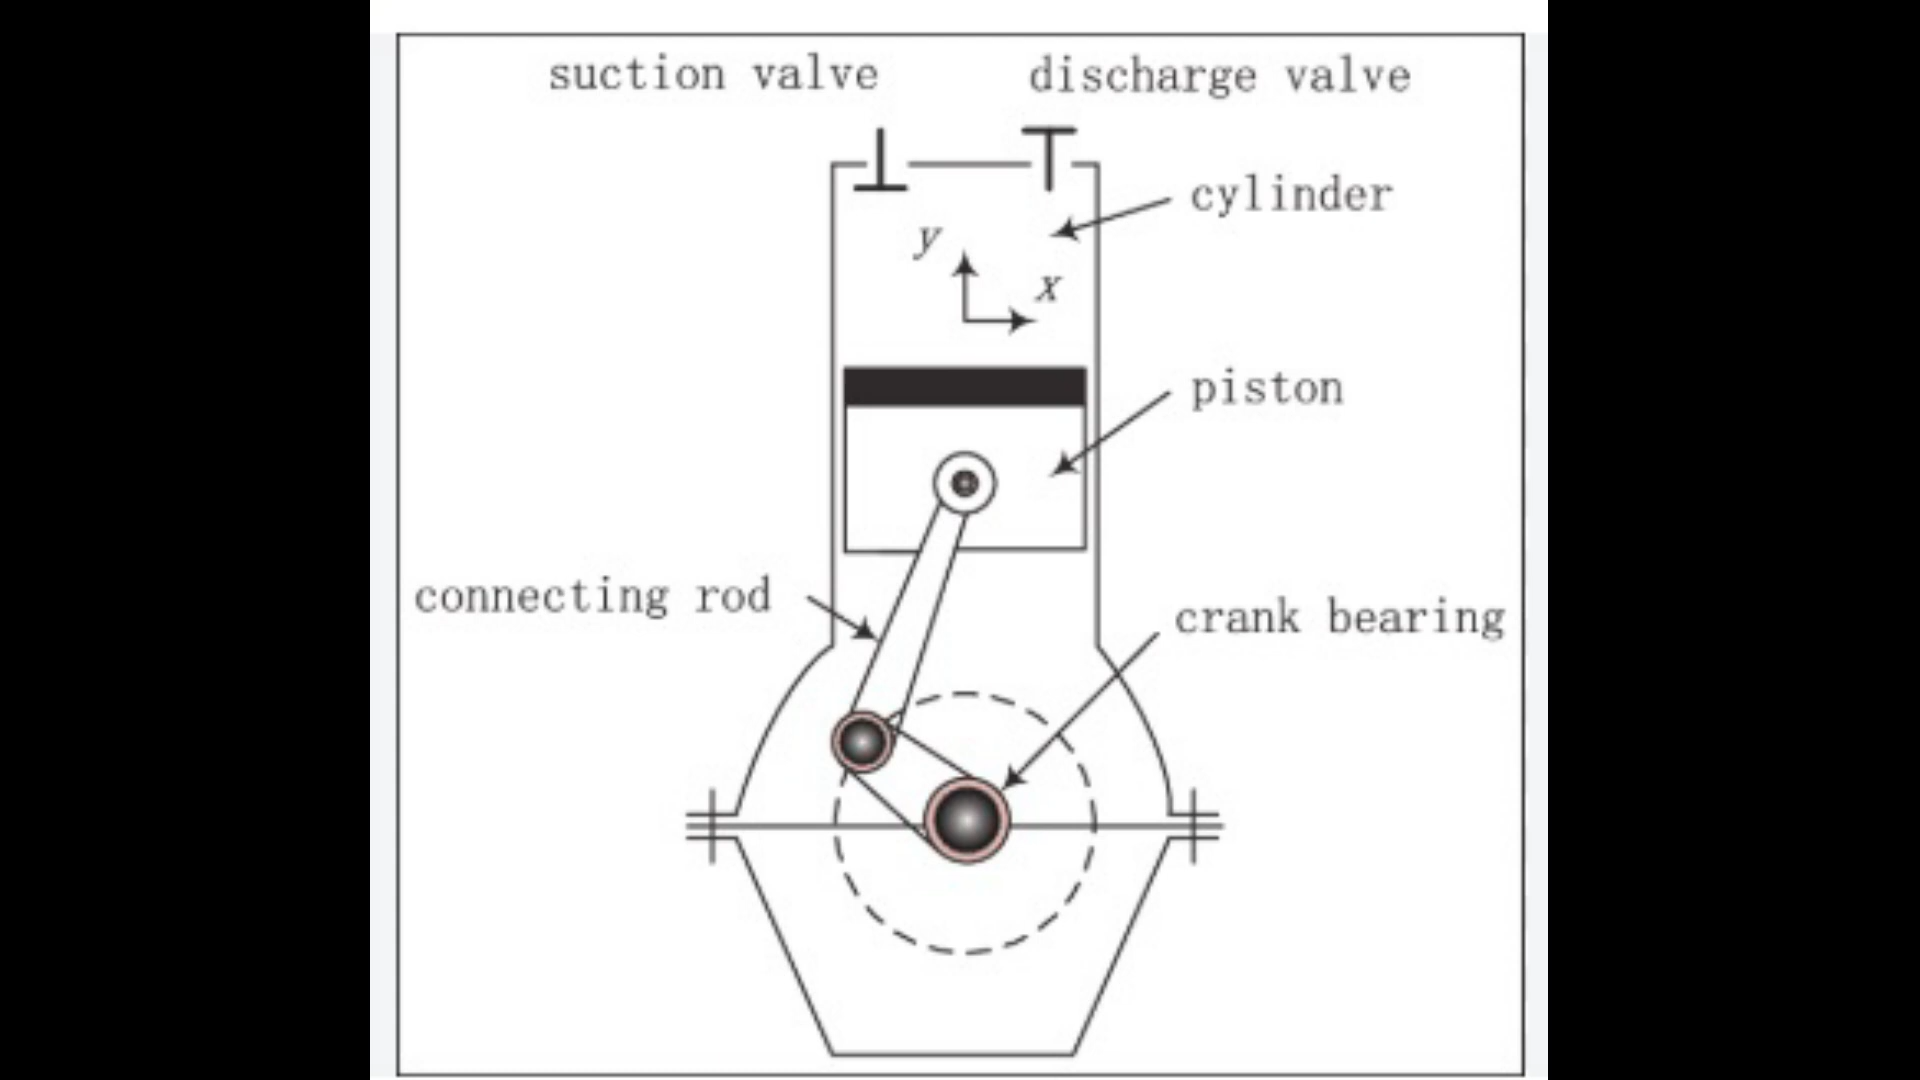 suction valve
discharge valve
cylinder
y
x
piston
connecting rod
crank bearing